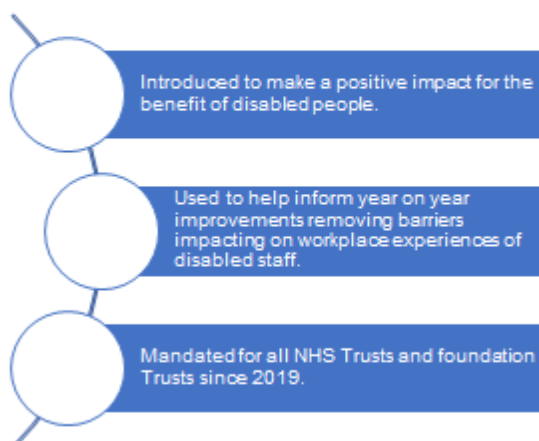 Introduced to make a positive impact for the
benefit of disabled people.
Used to help inform year on year
improvements removing barriers
impacting on workplace experiences of
disabled staff.
Mandated for all NHS Trusts and foundation
Trusts since 2019.